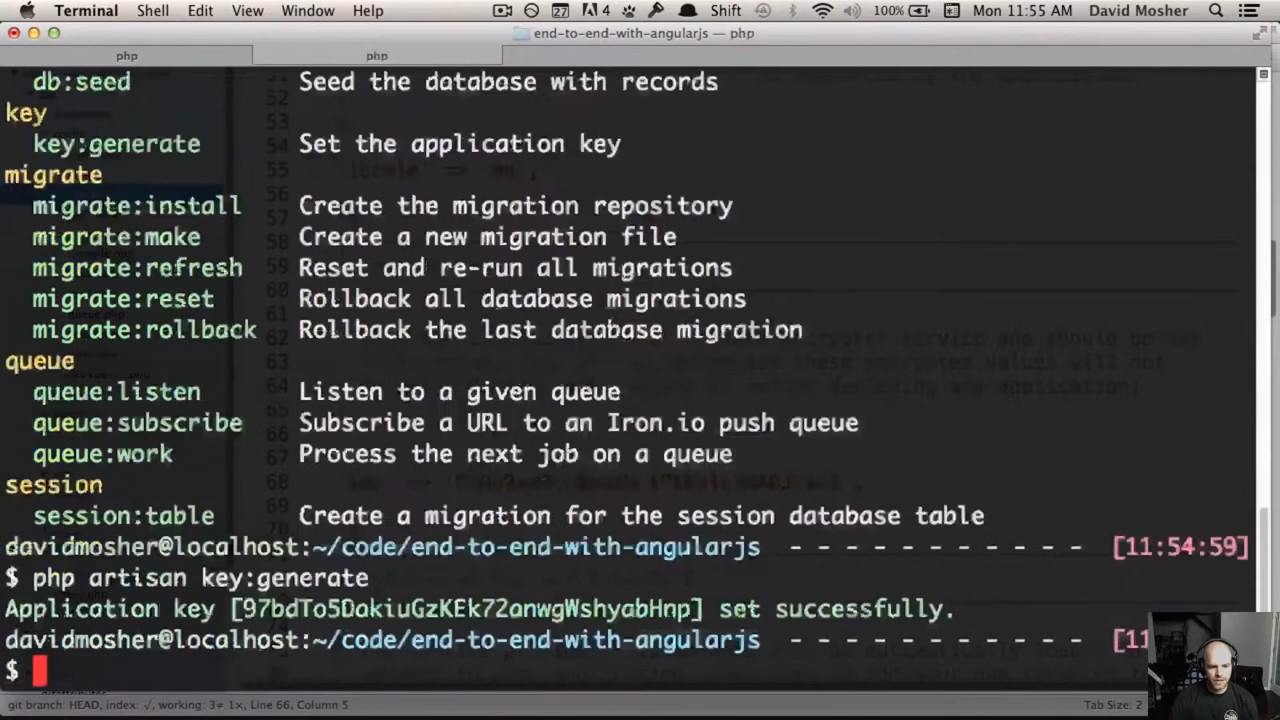 Terminal Shell Edit View Window Help 27 4 Shift 100% Mon 11:55 AM David Mosher
end-to-end-with-angularjs — php
php php
db:seed Seed the database with records
key
key:generate Set the application key
migrate
migrate:install Create the migration repository
migrate:make Create a new migration file
migrate:refresh Reset and re-run all migrations
migrate:reset Rollback all database migrations
migrate:rollback Rollback the last database migration
queue
queue:listen Listen to a given queue
queue:subscribe Subscribe a URL to an Iron.io push queue
queue:work Process the next job on a queue
session
session:table Create a migration for the session database table
davidmosher@localhost:~/code/end-to-end-with-angularjs - - - - - - - - - - - [11:54:59]
$ php artisan key:generate
Application key [97bdTo5DakiuGzKEk72anwgWshyabHnp] set successfully.
davidmosher@localhost:~/code/end-to-end-with-angularjs - - - - - - - - - - - [11
$
git branch: HEAD, index: √, working: 3≠ 1×, Line 66, Column 5 Tab Size: 2